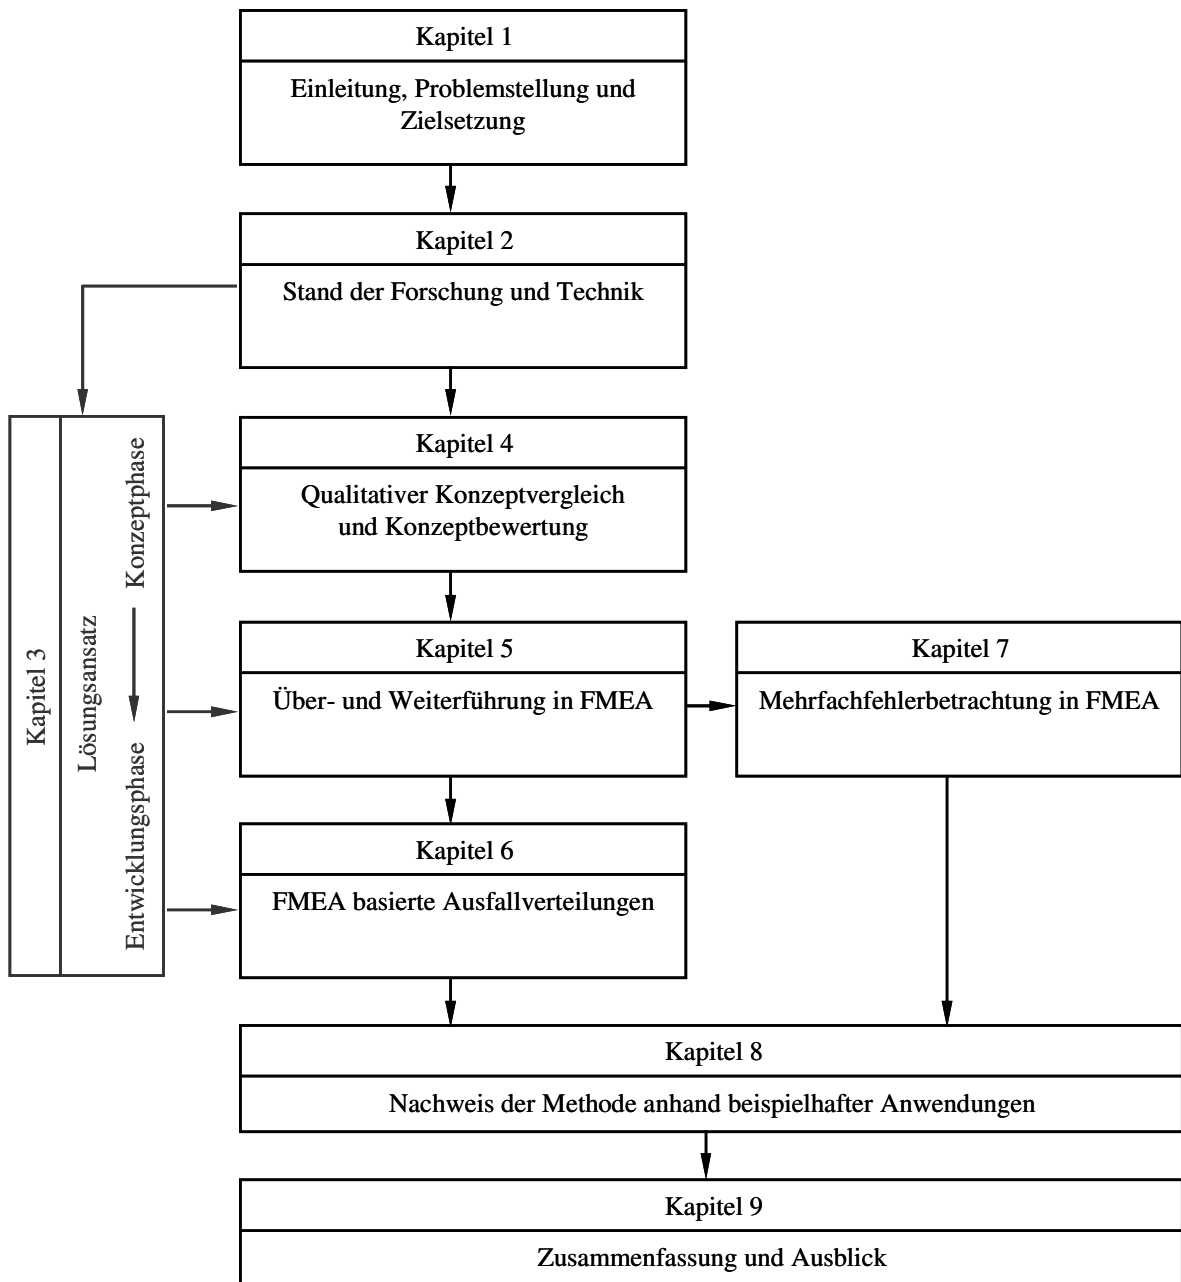 Kapitel 1
Einleitung, Problemstellung und
Zielsetzung
Kapitel 2
Stand der Forschung und Technik
Kapitel 3
Lösungsansatz
Konzeptphase
Entwicklungsphase
Kapitel 4
Qualitativer Konzeptvergleich
und Konzeptbewertung
Kapitel 5
Über- und Weiterführung in FMEA
Kapitel 7
Mehrfachfehlerbetrachtung in FMEA
Kapitel 6
FMEA basierte Ausfallverteilungen
Kapitel 8
Nachweis der Methode anhand beispielhafter Anwendungen
Kapitel 9
Zusammenfassung und Ausblick